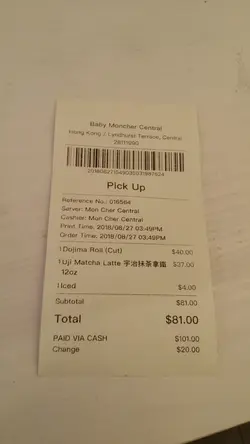 Baby Moncher Central
Hong Kong / Lyndhurst Terrace, Central
Pick Up
Reference No.: 016564
Server: Mon Cher Central
Cashier: Mon Cher Central
Print Time: 2018/08/27 03:49PM
Order Time: 2018/08/27 03:49PM
1 Dojima Roll (Cut) $40.00
1 Uji Matcha Latte 宇治抹茶拿鐵 $37.00
12oz
1 Iced $4.00
Subtotal $81.00
Total $81.00
PAID VIA CASH $101.00
Change $20.00